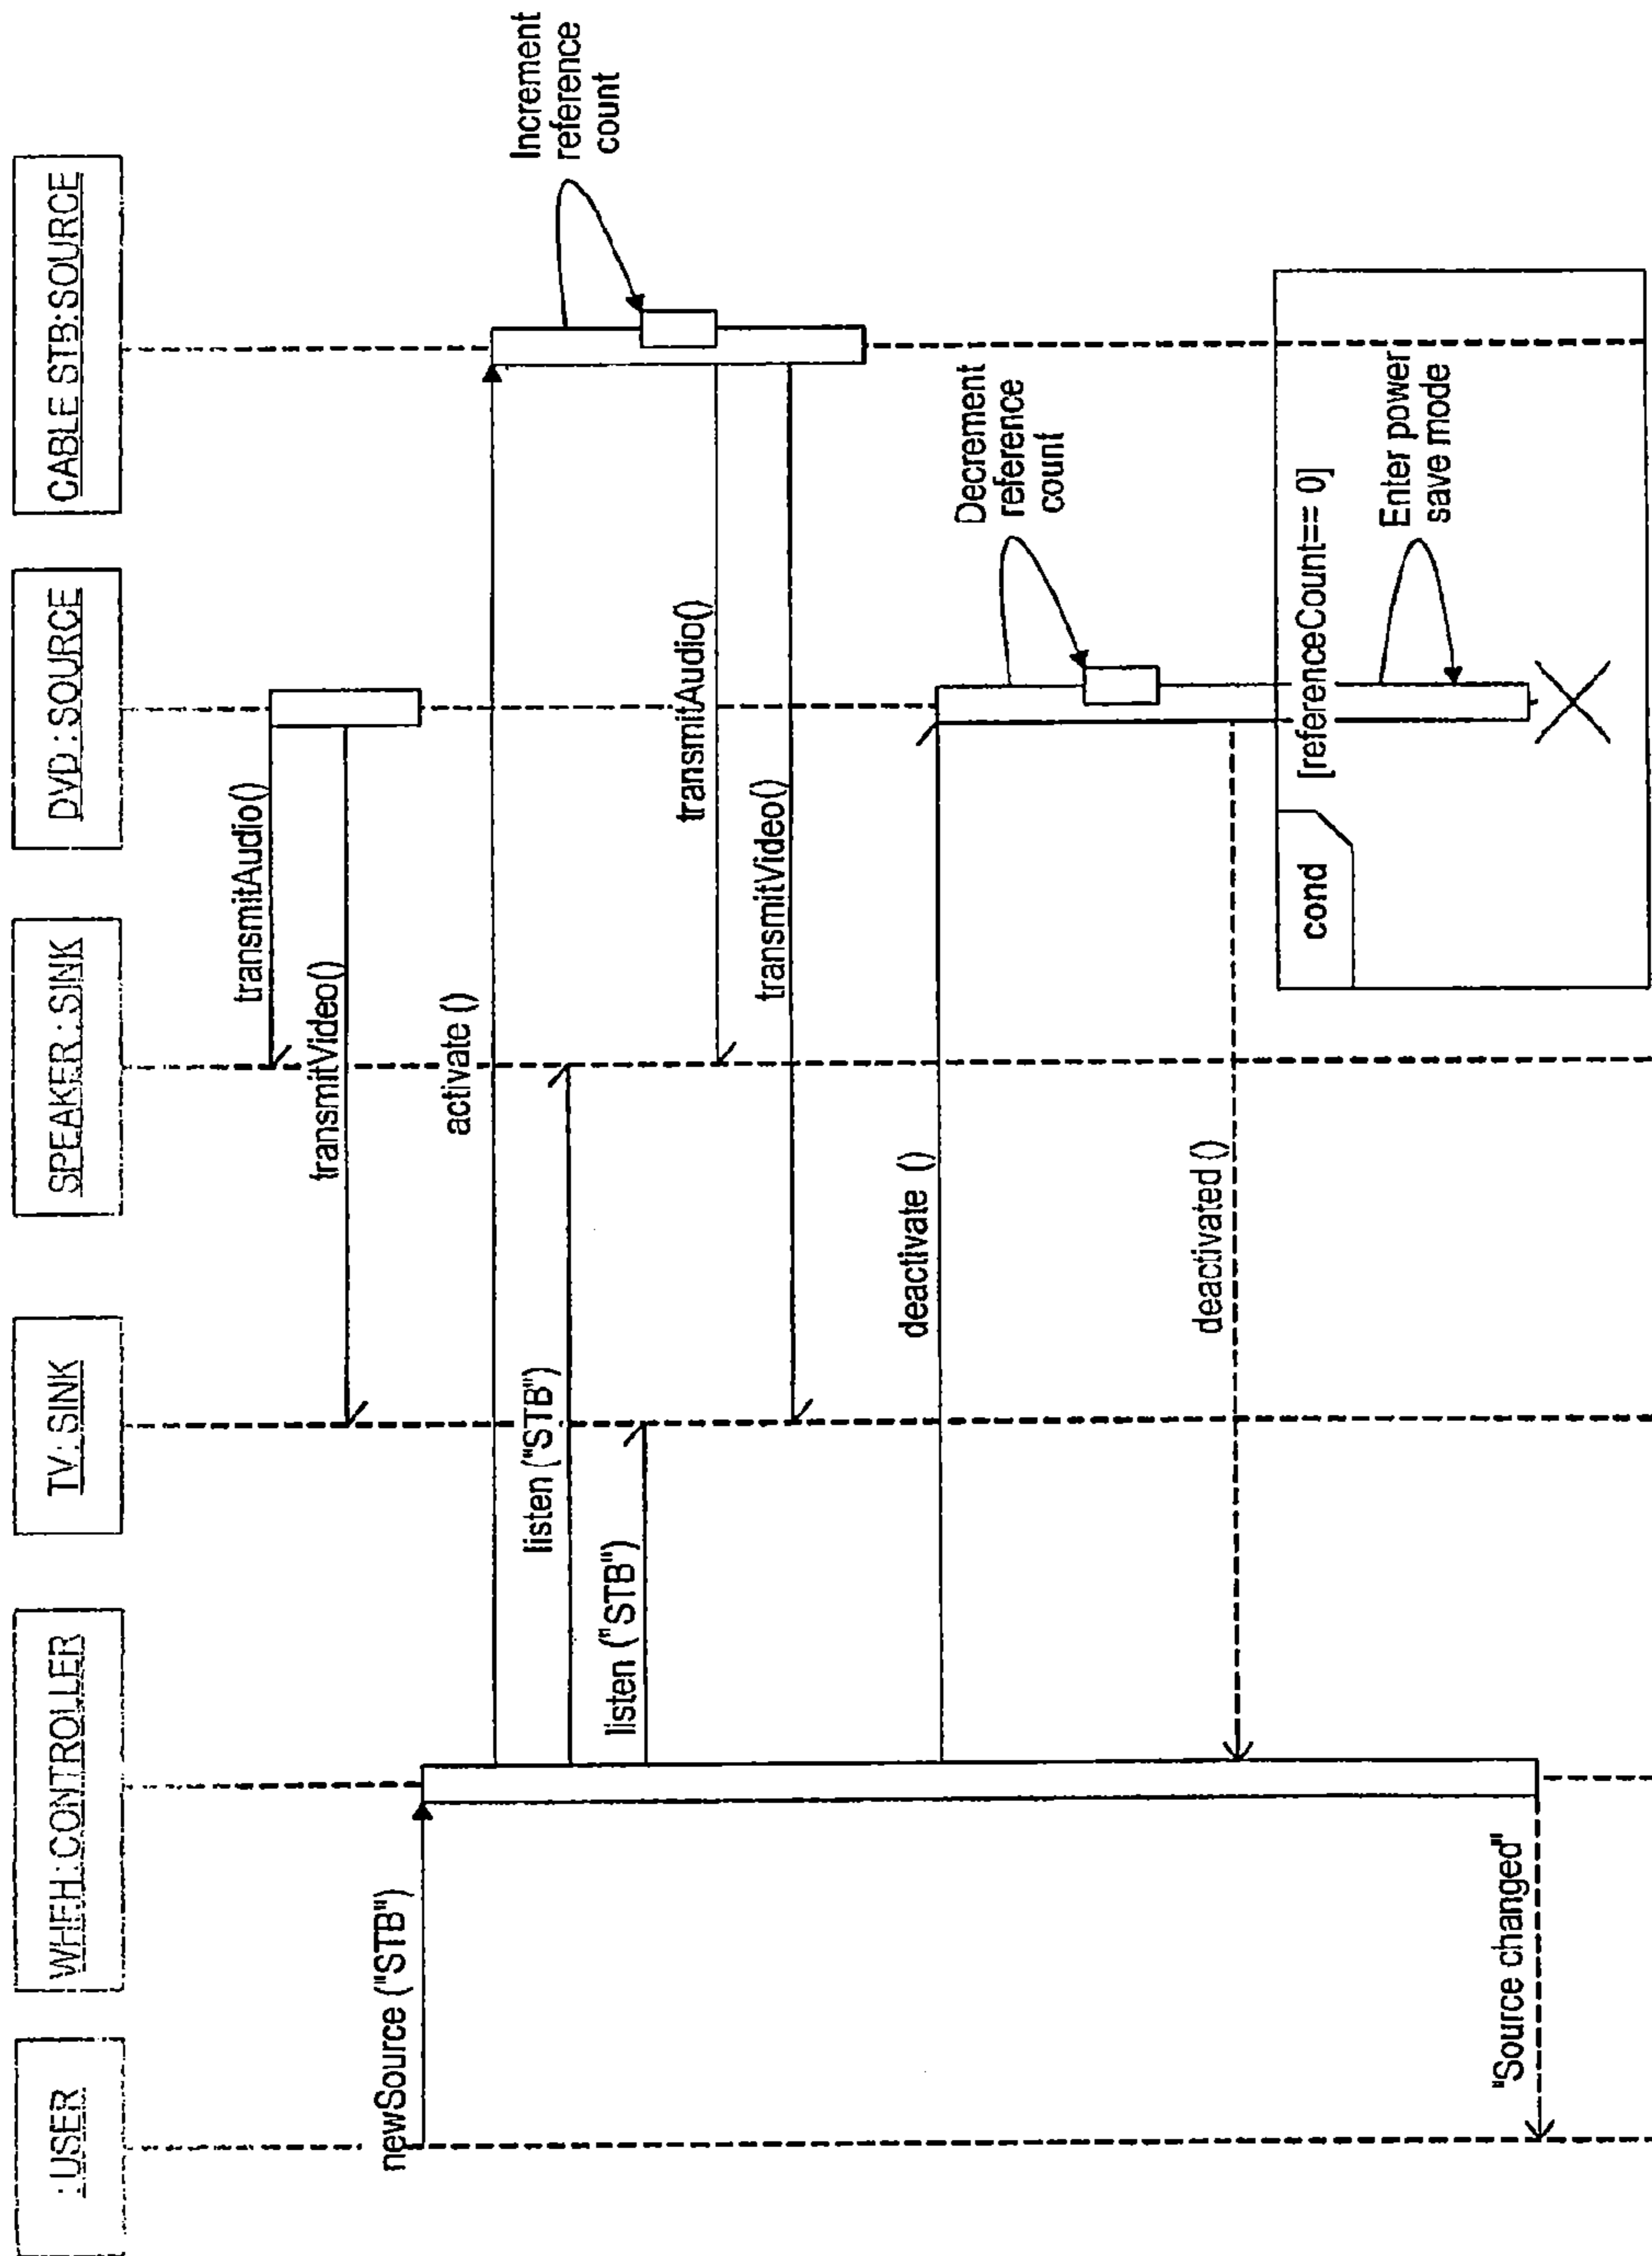 :USER
WHEH:CONTROLLER
TV:SINK
SPEAKER:SINK
DVD:SOURCE
CABLE STB:SOURCE
transmitAudio()
transmitVideo()
newSource ("STB")
activate ()
listen ("STB")
Increment
reference
count
listen ("STB")
transmitAudio()
transmitVideo()
deactivate ()
Decrement
reference
count
deactivated ()
cond
[referenceCount== 0]
Enter power
save mode
"Source changed"